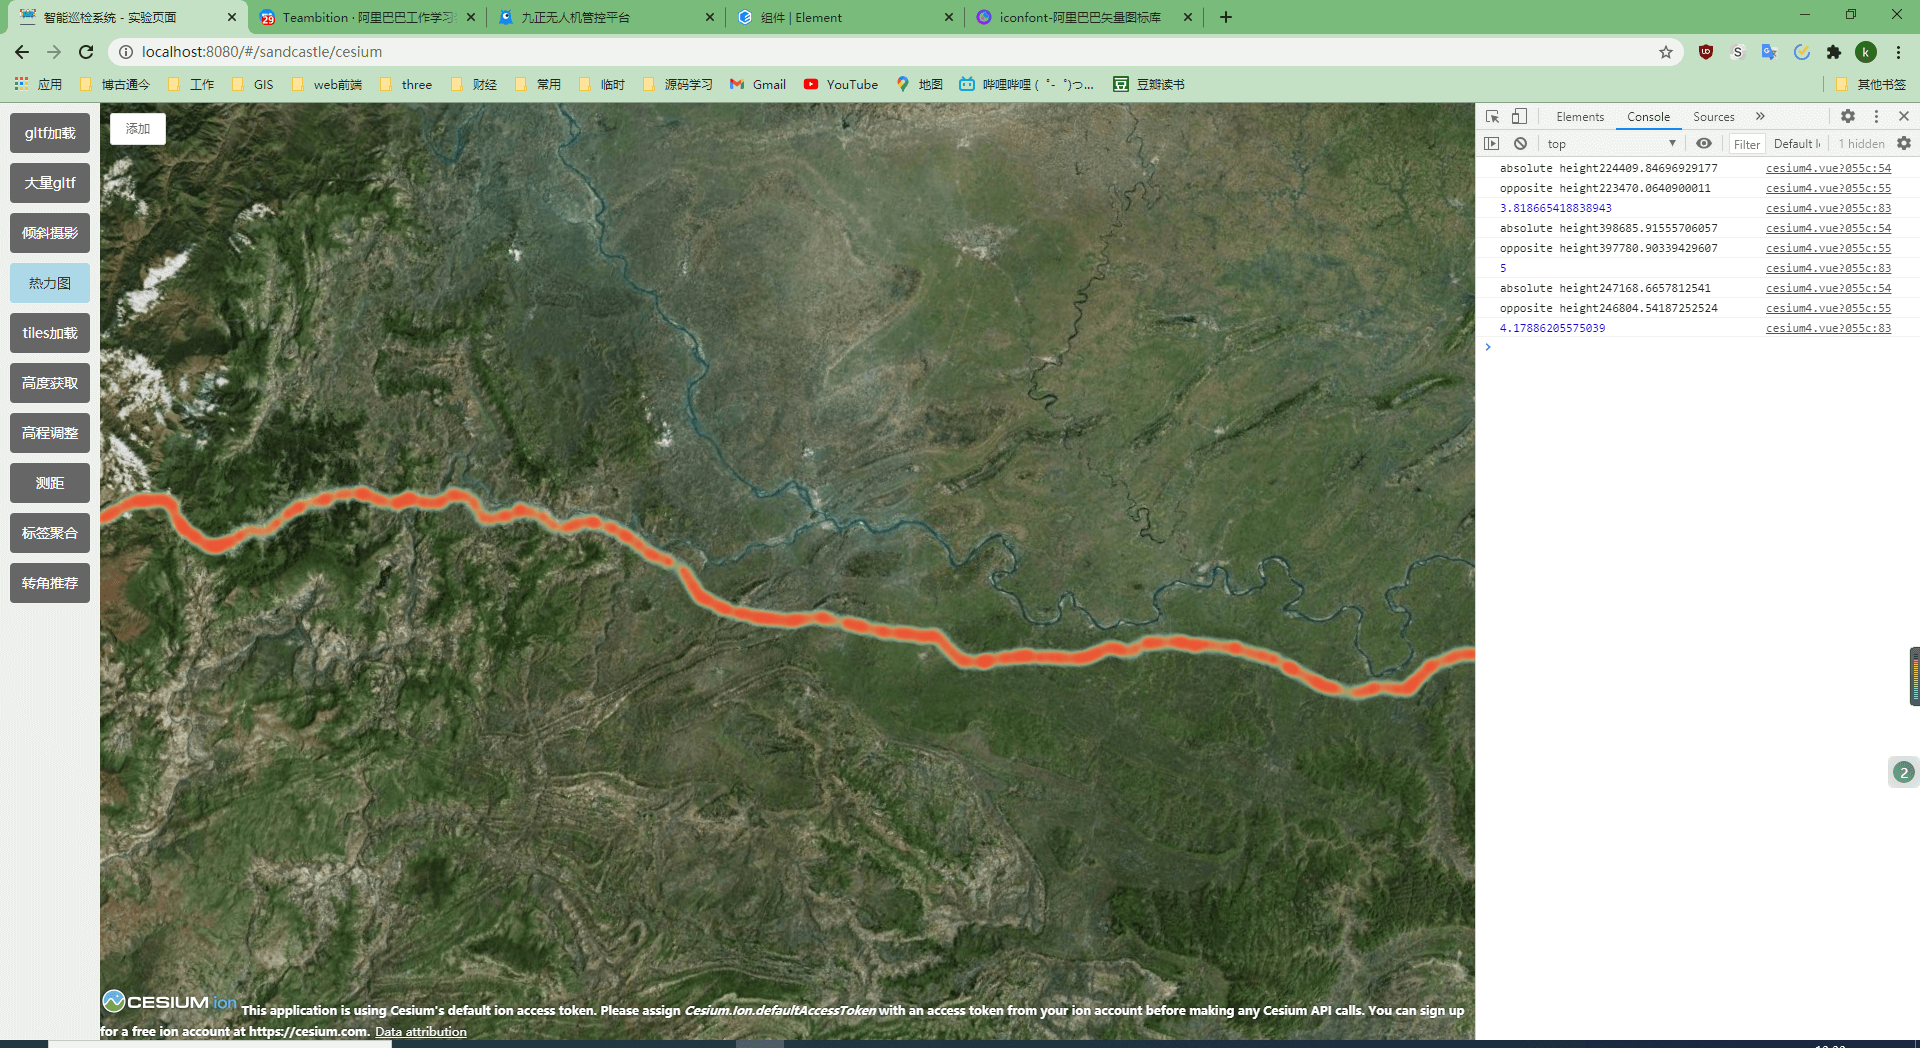 智能巡检系统 - 实验页面
Teambition · 阿里巴巴工作学习
九正无人机管控平台
组件 | Element
iconfont-阿里巴巴矢量图标库
localhost:8080/#/sandcastle/cesium
k
应用
博古通今
工作
GIS
web前端
three
财经
常用
临时
源码学习
Gmail
YouTube
地图
哔哩哔哩 (゜-゜)つ...
豆瓣读书
其他书签
gltf加载
大量gltf
倾斜摄影
热力图
tiles加载
高度获取
高程调整
测距
标签聚合
转角推荐
添加
Elements
Console
Sources
top
Filter
Default l
1 hidden
absolute height224409.84696929177 cesium4.vue?055c:54
opposite height223470.0640900011 cesium4.vue?055c:55
3.818665418838943 cesium4.vue?055c:83
absolute height398685.91555706057 cesium4.vue?055c:54
opposite height397780.90339429607 cesium4.vue?055c:55
5 cesium4.vue?055c:83
absolute height247168.6657812541 cesium4.vue?055c:54
opposite height246804.54187252524 cesium4.vue?055c:55
4.17886205575039 cesium4.vue?055c:83
2
CESIUM ion This application is using Cesium's default ion access token. Please assign Cesium.Ion.defaultAccessToken with an access token from your ion account before making any Cesium API calls. You can sign up
for a free ion account at https://cesium.com. Data attribution